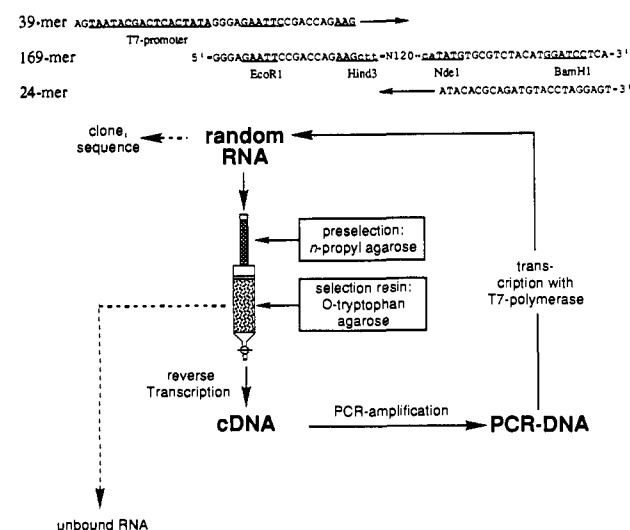 39-mer AGTAATACGACTCACTATAGGGAGAATTCCGACCAGAAG
T7-promoter
169-mer 5'=GGGAGAATTCCGACCAGAAGctt=N120--caTATGTGCGTCTACATGGATCCTCA-3'
EcoR1 Hind3 Nde1 BamH1
24-mer ATACACGCAGATGTACCTAGGAGT-3'
clone, sequence
random RNA
preselection: n-propyl agarose
selection resin: O-tryptophan agarose
trans-cription with T7-polymerase
reverse Transcription
cDNA
PCR-amplification
PCR-DNA
unbound RNA